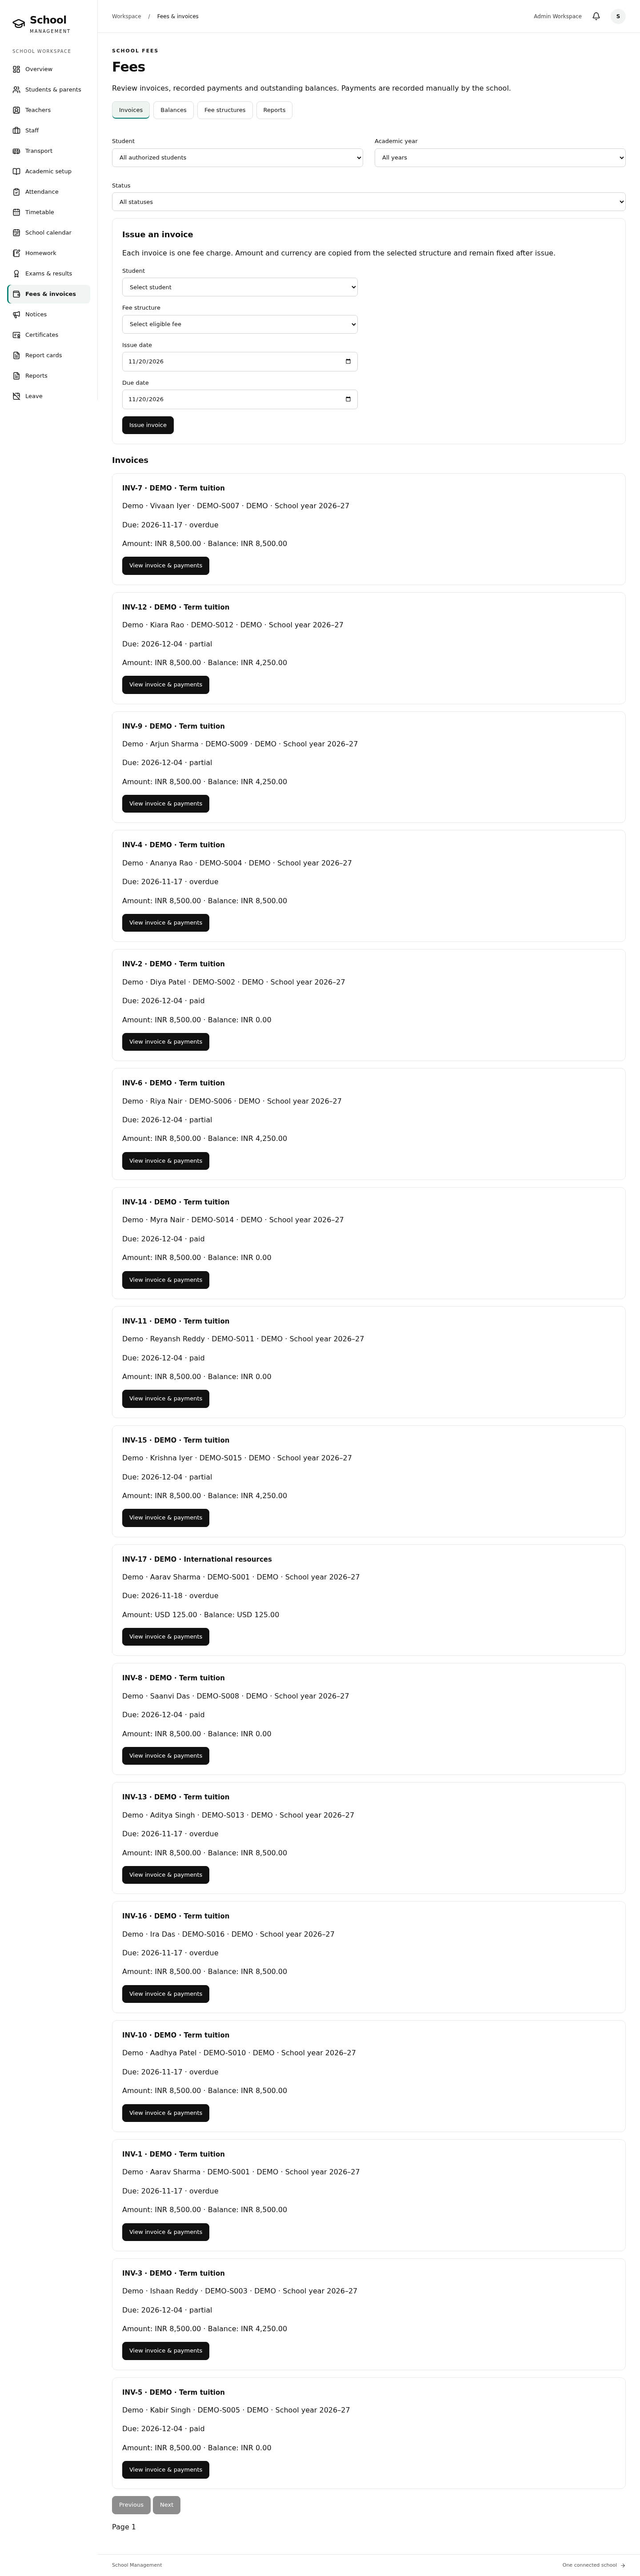 School
MANAGEMENT
SCHOOL WORKSPACE
Overview
Students & parents
Teachers
Staff
Transport
Academic setup
Attendance
Timetable
School calendar
Homework
Exams & results
Fees & invoices
Notices
Certificates
Report cards
Reports
Leave
Workspace / Fees & invoices
Admin Workspace S
SCHOOL FEES
Fees
Review invoices, recorded payments and outstanding balances. Payments are recorded manually by the school.
Invoices Balances Fee structures Reports
Student Academic year
All authorized students All years
Status
All statuses
Issue an invoice
Each invoice is one fee charge. Amount and currency are copied from the selected structure and remain fixed after issue.
Student
Select student
Fee structure
Select eligible fee
Issue date
11/20/2026
Due date
11/20/2026
Issue invoice
Invoices
INV-7 · DEMO · Term tuition
Demo · Vivaan Iyer · DEMO-S007 · DEMO · School year 2026–27
Due: 2026-11-17 · overdue
Amount: INR 8,500.00 · Balance: INR 8,500.00
View invoice & payments
INV-12 · DEMO · Term tuition
Demo · Kiara Rao · DEMO-S012 · DEMO · School year 2026–27
Due: 2026-12-04 · partial
Amount: INR 8,500.00 · Balance: INR 4,250.00
View invoice & payments
INV-9 · DEMO · Term tuition
Demo · Arjun Sharma · DEMO-S009 · DEMO · School year 2026–27
Due: 2026-12-04 · partial
Amount: INR 8,500.00 · Balance: INR 4,250.00
View invoice & payments
INV-4 · DEMO · Term tuition
Demo · Ananya Rao · DEMO-S004 · DEMO · School year 2026–27
Due: 2026-11-17 · overdue
Amount: INR 8,500.00 · Balance: INR 8,500.00
View invoice & payments
INV-2 · DEMO · Term tuition
Demo · Diya Patel · DEMO-S002 · DEMO · School year 2026–27
Due: 2026-12-04 · paid
Amount: INR 8,500.00 · Balance: INR 0.00
View invoice & payments
INV-6 · DEMO · Term tuition
Demo · Riya Nair · DEMO-S006 · DEMO · School year 2026–27
Due: 2026-12-04 · partial
Amount: INR 8,500.00 · Balance: INR 4,250.00
View invoice & payments
INV-14 · DEMO · Term tuition
Demo · Myra Nair · DEMO-S014 · DEMO · School year 2026–27
Due: 2026-12-04 · paid
Amount: INR 8,500.00 · Balance: INR 0.00
View invoice & payments
INV-11 · DEMO · Term tuition
Demo · Reyansh Reddy · DEMO-S011 · DEMO · School year 2026–27
Due: 2026-12-04 · paid
Amount: INR 8,500.00 · Balance: INR 0.00
View invoice & payments
INV-15 · DEMO · Term tuition
Demo · Krishna Iyer · DEMO-S015 · DEMO · School year 2026–27
Due: 2026-12-04 · partial
Amount: INR 8,500.00 · Balance: INR 4,250.00
View invoice & payments
INV-17 · DEMO · International resources
Demo · Aarav Sharma · DEMO-S001 · DEMO · School year 2026–27
Due: 2026-11-18 · overdue
Amount: USD 125.00 · Balance: USD 125.00
View invoice & payments
INV-8 · DEMO · Term tuition
Demo · Saanvi Das · DEMO-S008 · DEMO · School year 2026–27
Due: 2026-12-04 · paid
Amount: INR 8,500.00 · Balance: INR 0.00
View invoice & payments
INV-13 · DEMO · Term tuition
Demo · Aditya Singh · DEMO-S013 · DEMO · School year 2026–27
Due: 2026-11-17 · overdue
Amount: INR 8,500.00 · Balance: INR 8,500.00
View invoice & payments
INV-16 · DEMO · Term tuition
Demo · Ira Das · DEMO-S016 · DEMO · School year 2026–27
Due: 2026-11-17 · overdue
Amount: INR 8,500.00 · Balance: INR 8,500.00
View invoice & payments
INV-10 · DEMO · Term tuition
Demo · Aadhya Patel · DEMO-S010 · DEMO · School year 2026–27
Due: 2026-11-17 · overdue
Amount: INR 8,500.00 · Balance: INR 8,500.00
View invoice & payments
INV-1 · DEMO · Term tuition
Demo · Aarav Sharma · DEMO-S001 · DEMO · School year 2026–27
Due: 2026-11-17 · overdue
Amount: INR 8,500.00 · Balance: INR 8,500.00
View invoice & payments
INV-3 · DEMO · Term tuition
Demo · Ishaan Reddy · DEMO-S003 · DEMO · School year 2026–27
Due: 2026-12-04 · partial
Amount: INR 8,500.00 · Balance: INR 4,250.00
View invoice & payments
INV-5 · DEMO · Term tuition
Demo · Kabir Singh · DEMO-S005 · DEMO · School year 2026–27
Due: 2026-12-04 · paid
Amount: INR 8,500.00 · Balance: INR 0.00
View invoice & payments
Previous Next
Page 1
School Management One connected school →